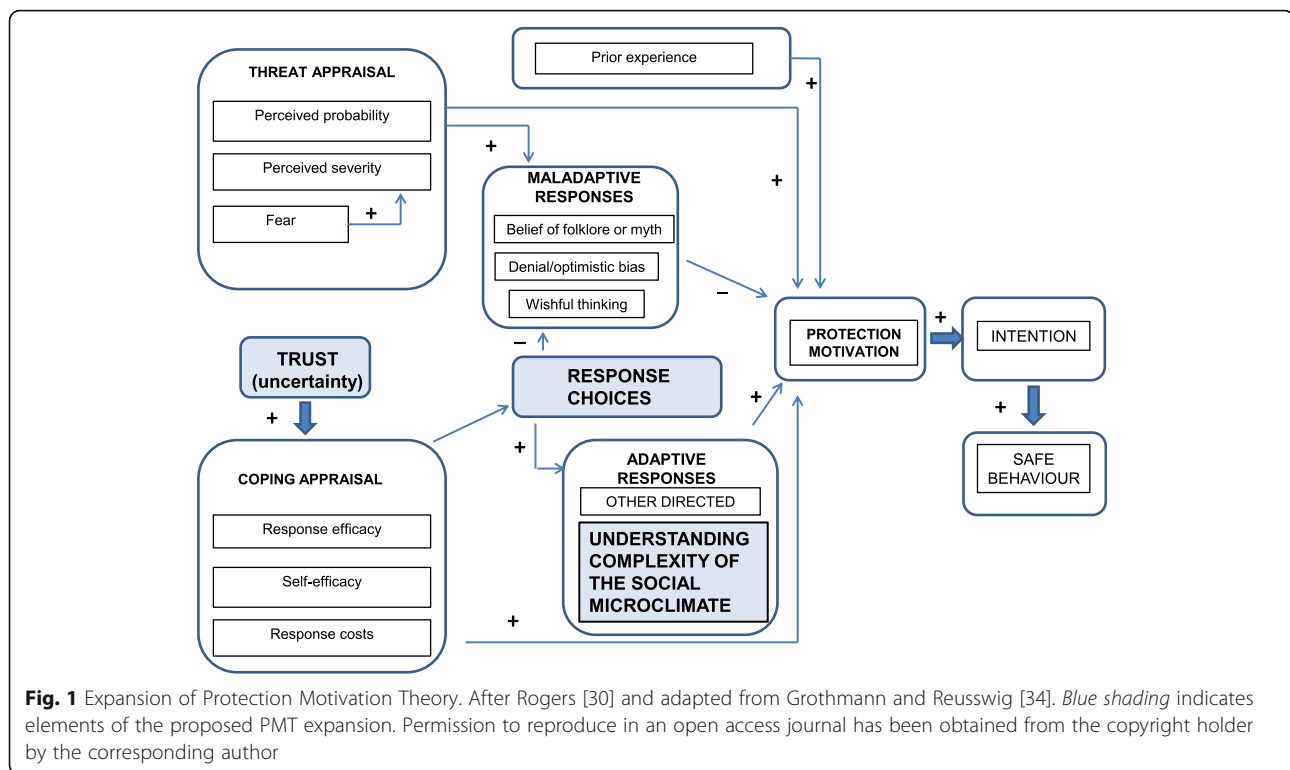 THREAT APPRAISAL
Perceived probability
Perceived severity
Fear
+
Prior experience
+
+
+
MALADAPTIVE
RESPONSES
Belief of folklore or myth
Denial/optimistic bias
Wishful thinking
–
–
TRUST
(uncertainty)
+
RESPONSE
CHOICES
+
PROTECTION
MOTIVATION
+
INTENTION
+
SAFE
BEHAVIOUR
+
COPING APPRAISAL
Response efficacy
Self-efficacy
Response costs
+
ADAPTIVE
RESPONSES
OTHER DIRECTED
UNDERSTANDING
COMPLEXITY OF
THE SOCIAL
MICROCLIMATE
Fig. 1 Expansion of Protection Motivation Theory. After Rogers [30] and adapted from Grothmann and Reusswig [34]. Blue shading indicates
elements of the proposed PMT expansion. Permission to reproduce in an open access journal has been obtained from the copyright holder
by the corresponding author